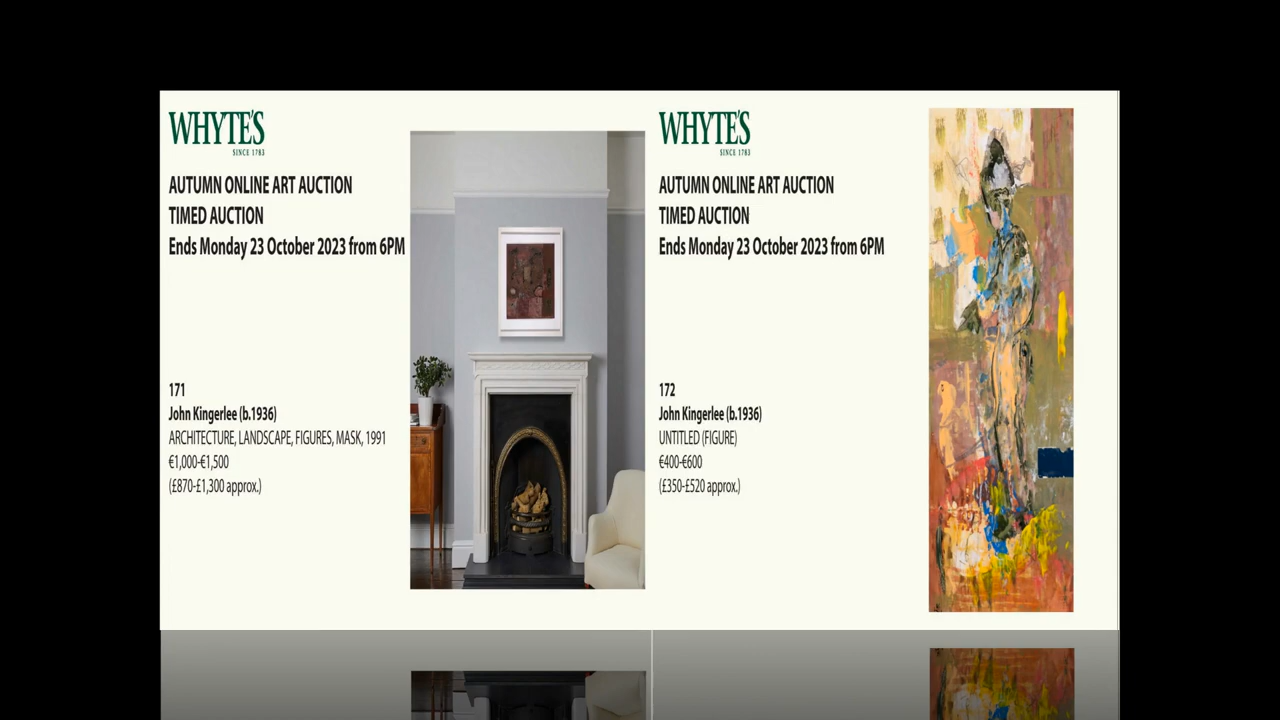 WHYTE'S
SINCE 1783
AUTUMN ONLINE ART AUCTION
TIMED AUCTION
Ends Monday 23 October 2023 from 6PM
171
John Kingerlee (b.1936)
ARCHITECTURE, LANDSCAPE, FIGURES, MASK, 1991
€1,000-€1,500
(£870-£1,300 approx.)
WHYTE'S
SINCE 1783
AUTUMN ONLINE ART AUCTION
TIMED AUCTION
Ends Monday 23 October 2023 from 6PM
172
John Kingerlee (b.1936)
UNTITLED (FIGURE)
€400-€600
(£350-£520 approx.)